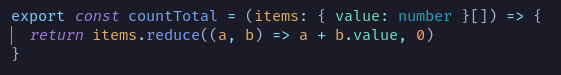 export const countTotal = (items: { value: number }[]) => {
  return items.reduce((a, b) => a + b.value, 0)
}